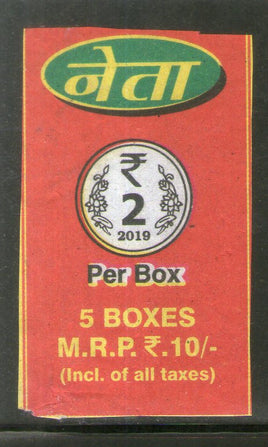 नेता
₹
2
2019
Per Box
5 BOXES
M.R.P. ₹.10/-
(Incl. of all taxes)